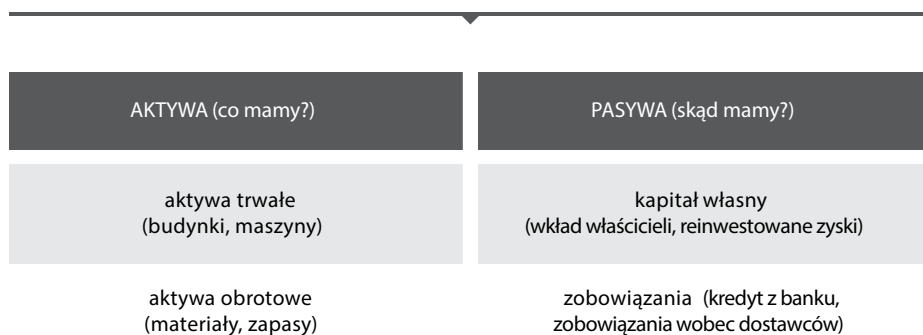 AKTYWA (co mamy?)
PASYWA (skąd mamy?)
aktywa trwałe
(budynki, maszyny)
kapitał własny
(wkład właścicieli, reinwestowane zyski)
aktywa obrotowe
(materiały, zapasy)
zobowiązania (kredyt z banku,
zobowiązania wobec dostawców)